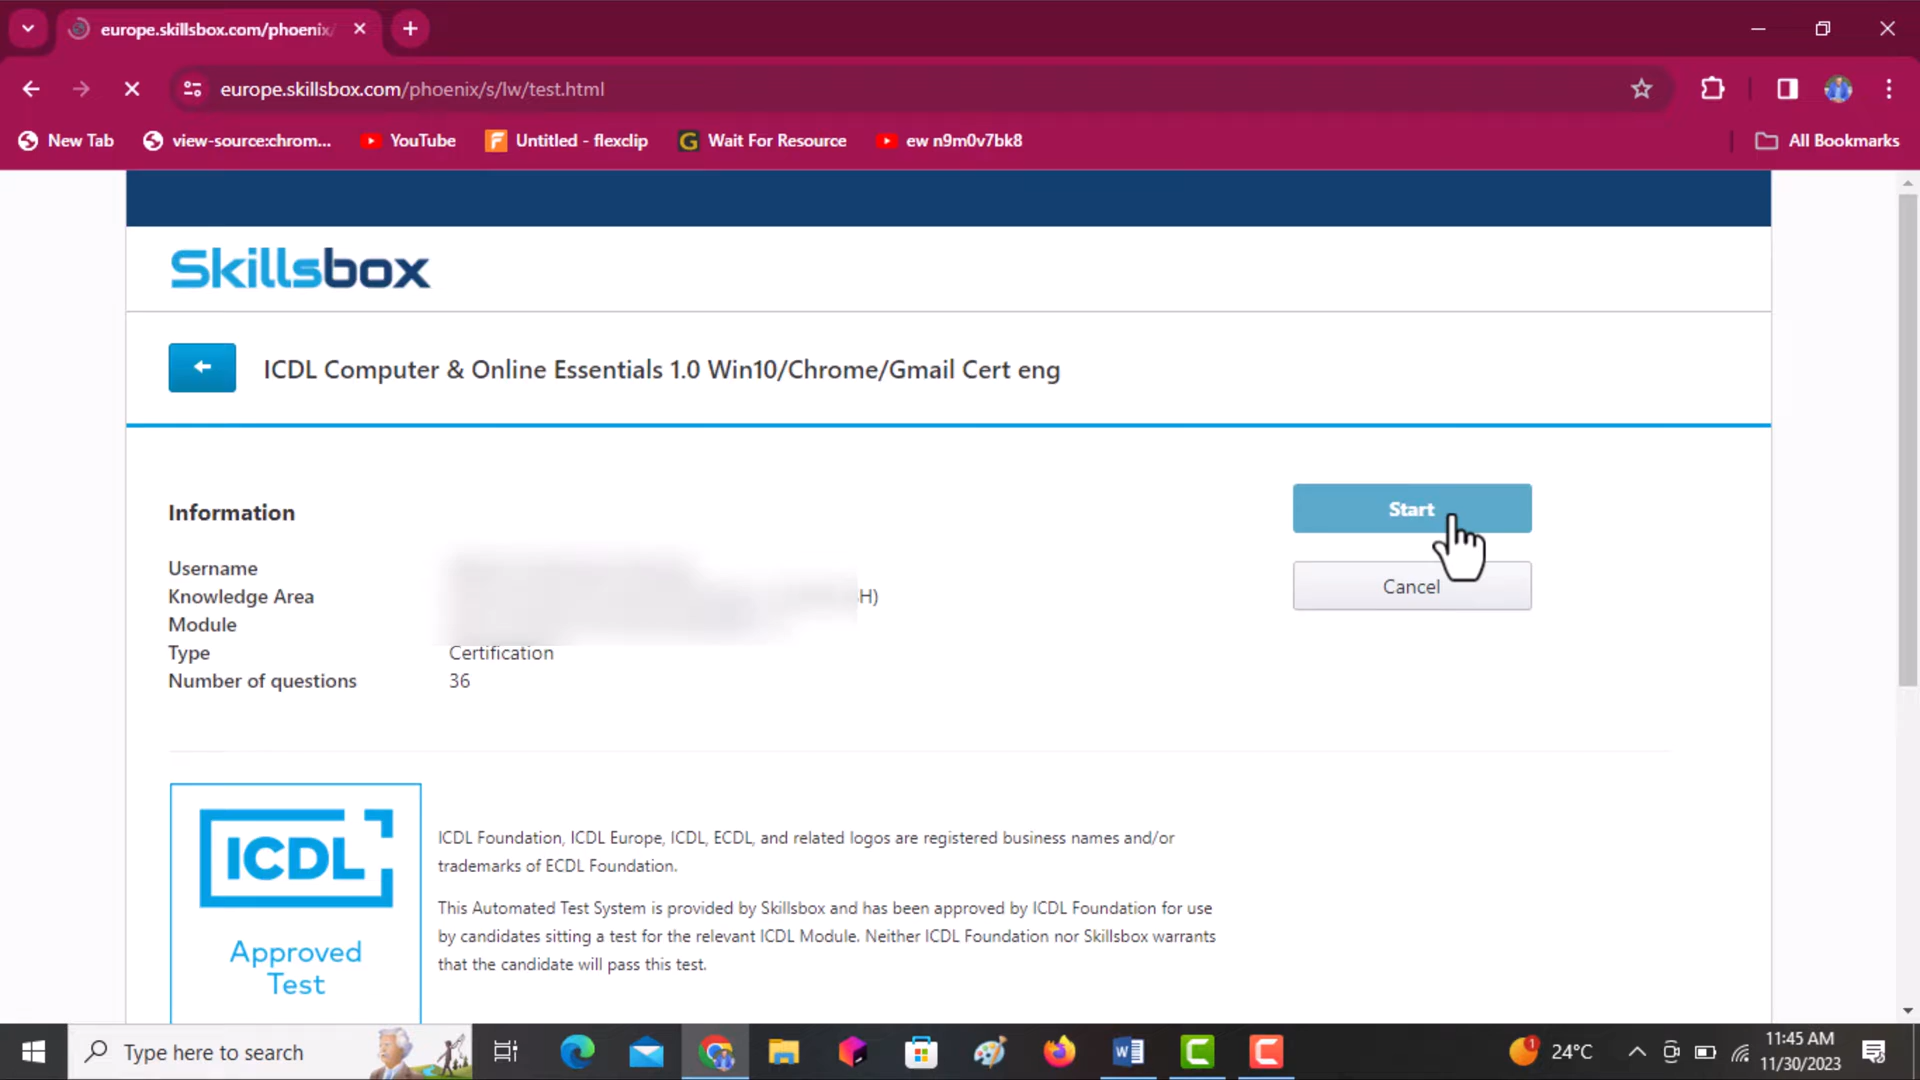 europe.skillsbox.com/phoenix/
europe.skillsbox.com/phoenix/s/lw/test.html
New Tab
view-source:chrom...
YouTube
Untitled - flexclip
Wait For Resource
ew n9m0v7bk8
All Bookmarks
Skillsbox
ICDL Computer & Online Essentials 1.0 Win10/Chrome/Gmail Cert eng
Information
Start
Username
Knowledge Area H)
Cancel
Module
Type Certification
Number of questions 36
ICDL
Approved
Test
ICDL Foundation, ICDL Europe, ICDL, ECDL, and related logos are registered business names and/or
trademarks of ECDL Foundation.
This Automated Test System is provided by Skillsbox and has been approved by ICDL Foundation for use
by candidates sitting a test for the relevant ICDL Module. Neither ICDL Foundation nor Skillsbox warrants
that the candidate will pass this test.
Type here to search
1
24°C
11:45 AM
11/30/2023